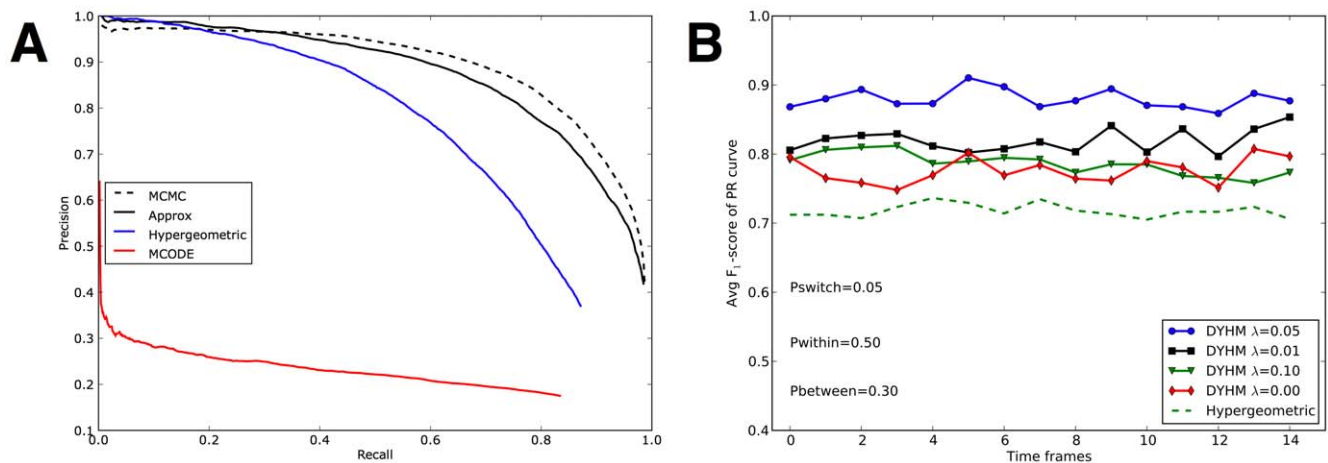 A
1.0
0.9
0.8
0.7
0.6
0.5
0.4
0.3
0.2
0.1
Precision
MCMC
Approx
Hypergeometric
MCODE
0.0 0.2 0.4 0.6 0.8 1.0
Recall
B
1.0
0.9
0.8
0.7
0.6
0.5
0.4
Avg F₁-score of PR curve
Pswitch=0.05
Pwithin=0.50
Pbetween=0.30
DYHM λ=0.05
DYHM λ=0.01
DYHM λ=0.10
DYHM λ=0.00
Hypergeometric
0 2 4 6 8 10 12 14
Time frames